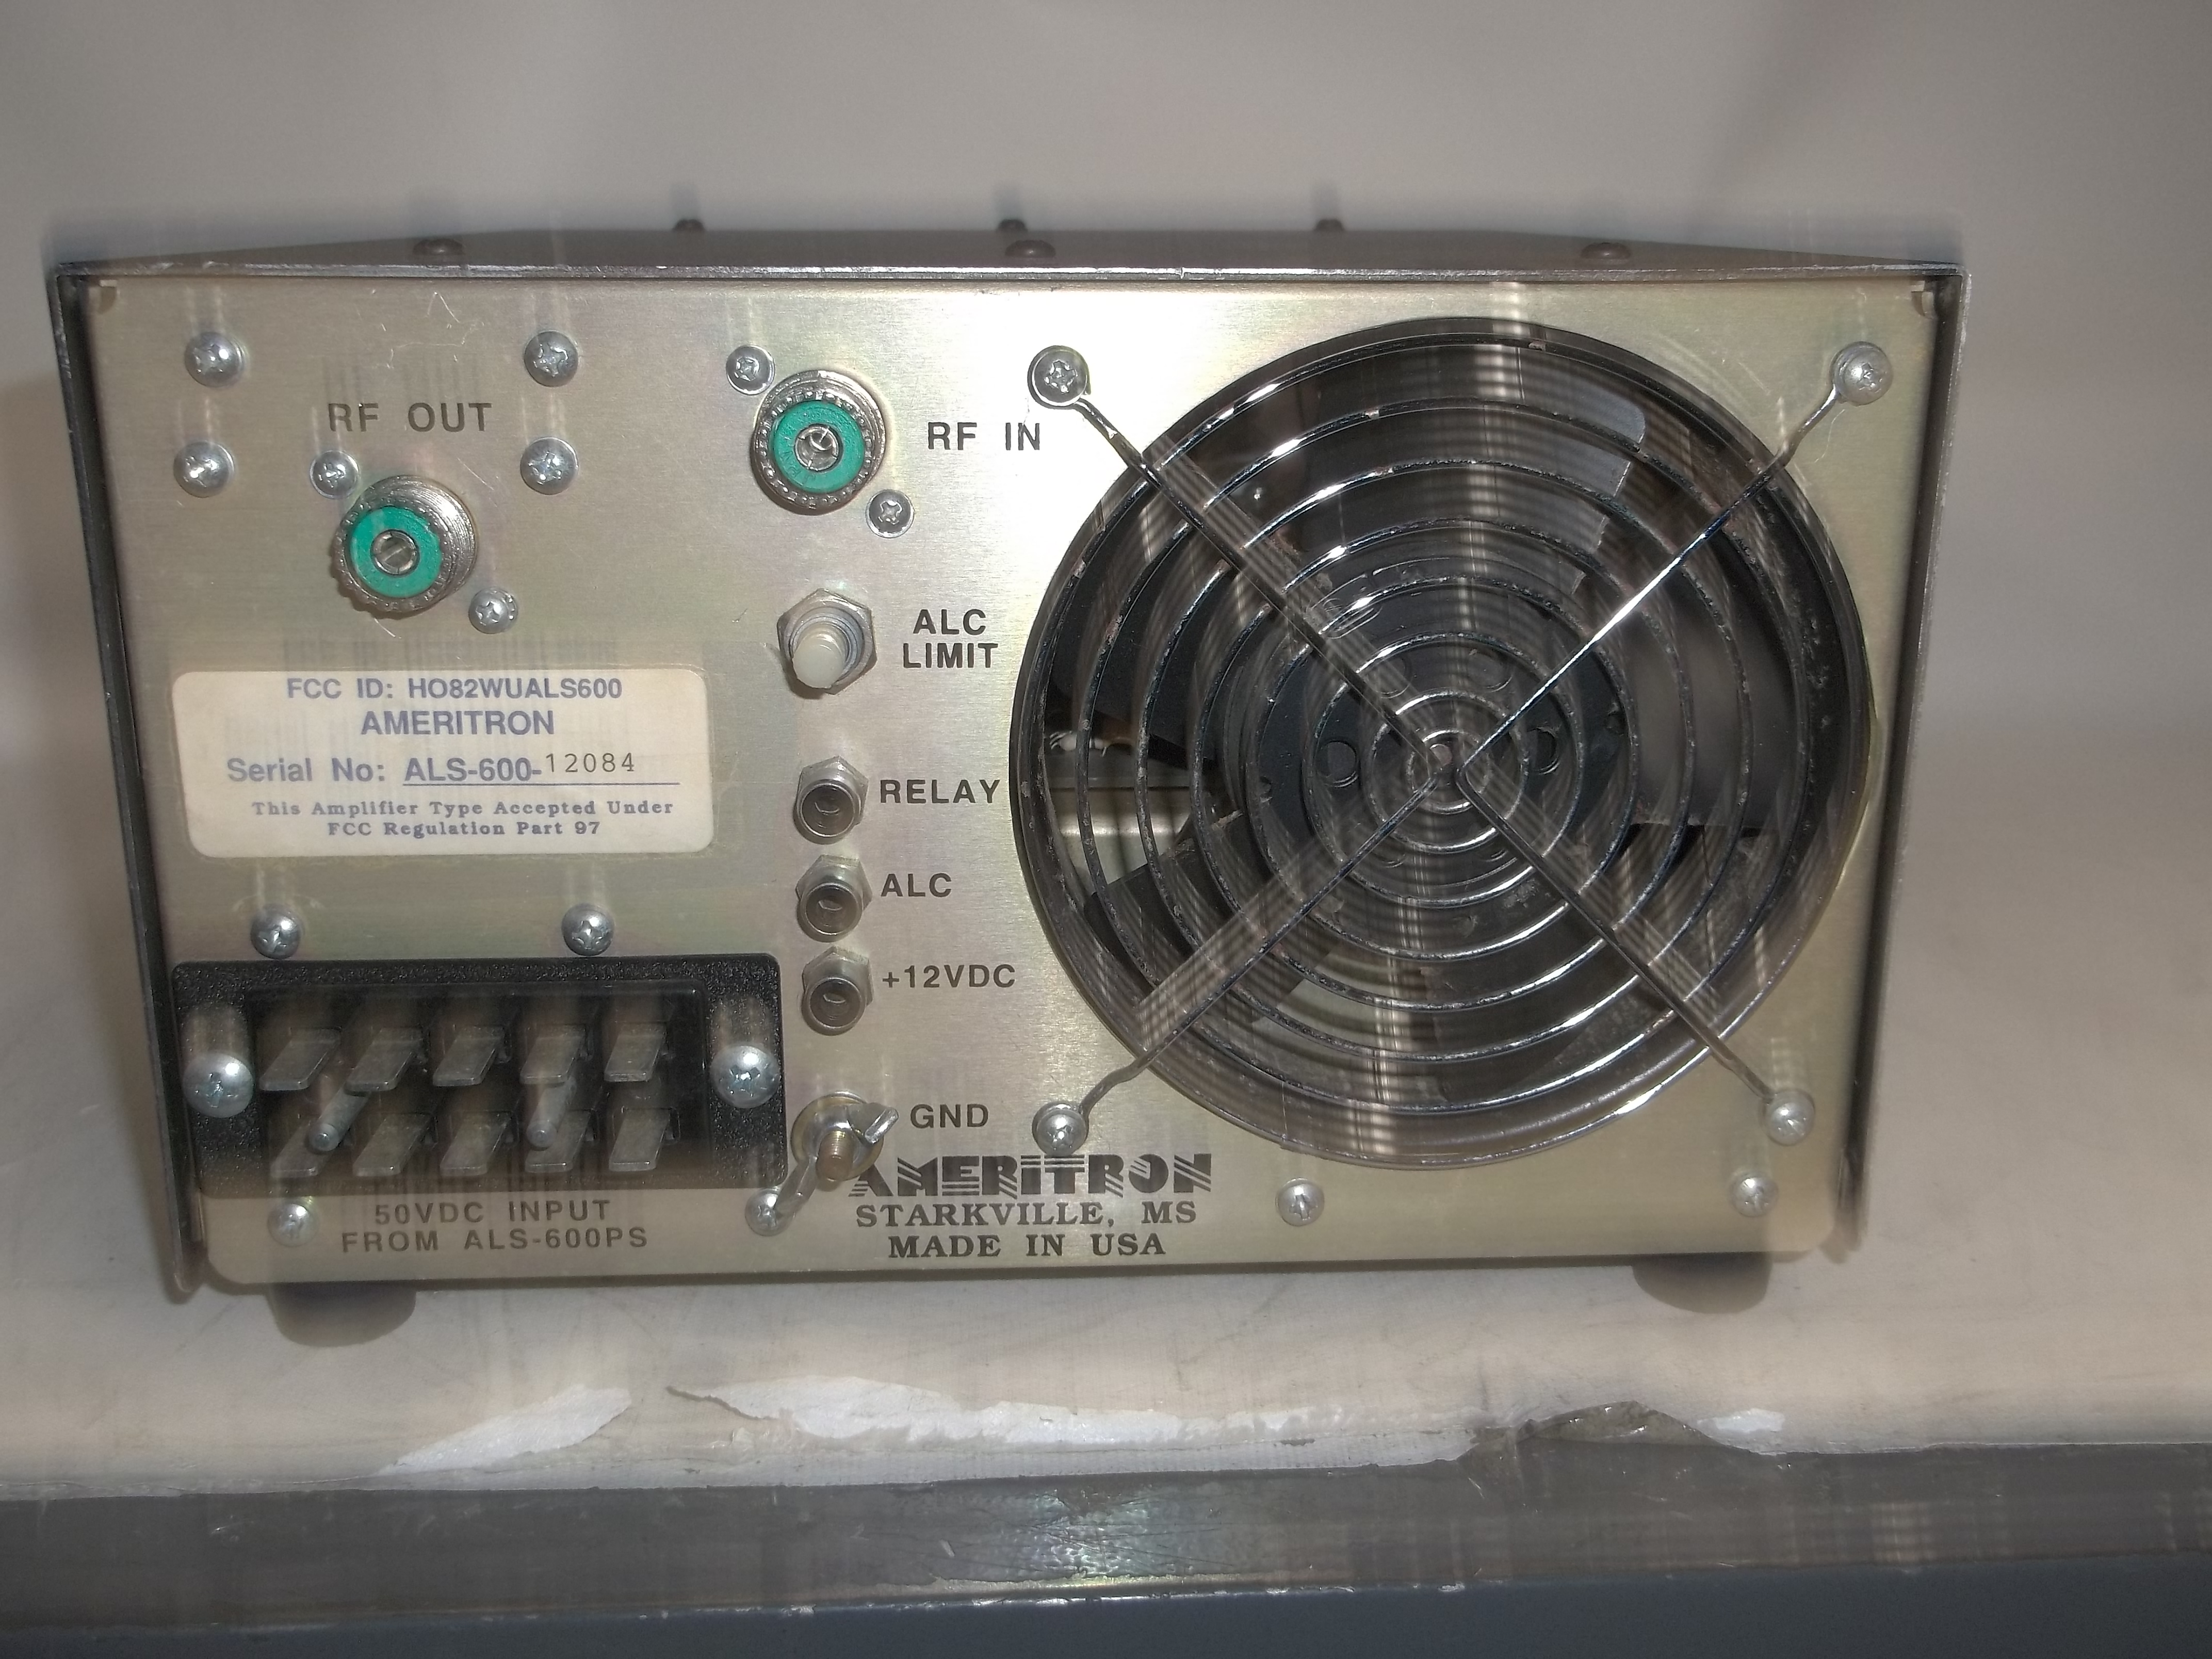 RF OUT
RF IN
ALC
LIMIT
FCC ID: HO82WUALS600
AMERITRON
Serial No: ALS-600-12084
This Amplifier Type Accepted Under
FCC Regulation Part 97
RELAY
ALC
+12VDC
GND
50VDC INPUT
FROM ALS-600PS
AMERITRON
STARKVILLE, MS
MADE IN USA